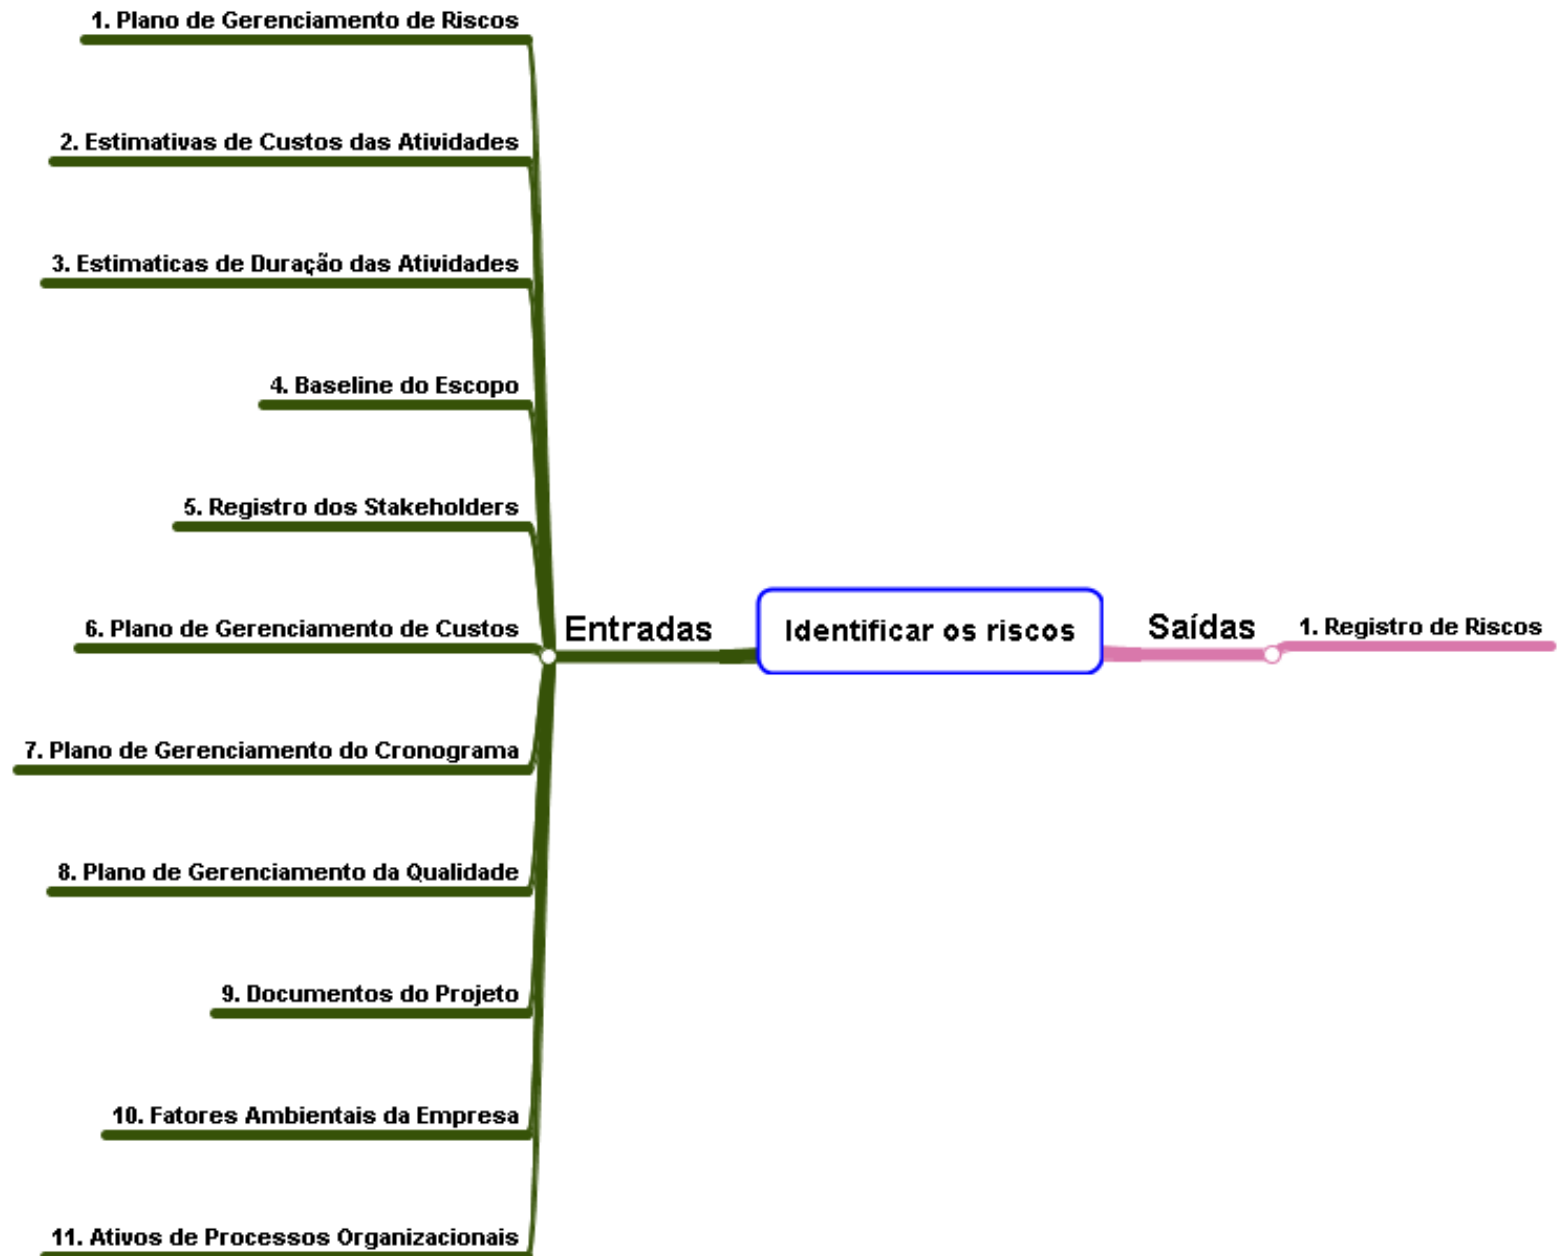 1. Plano de Gerenciamento de Riscos
2. Estimativas de Custos das Atividades
3. Estimaticas de Duração das Atividades
4. Baseline do Escopo
5. Registro dos Stakeholders
6. Plano de Gerenciamento de Custos
7. Plano de Gerenciamento do Cronograma
8. Plano de Gerenciamento da Qualidade
9. Documentos do Projeto
10. Fatores Ambientais da Empresa
11. Ativos de Processos Organizacionais
Entradas
Identificar os riscos
Saídas
1. Registro de Riscos